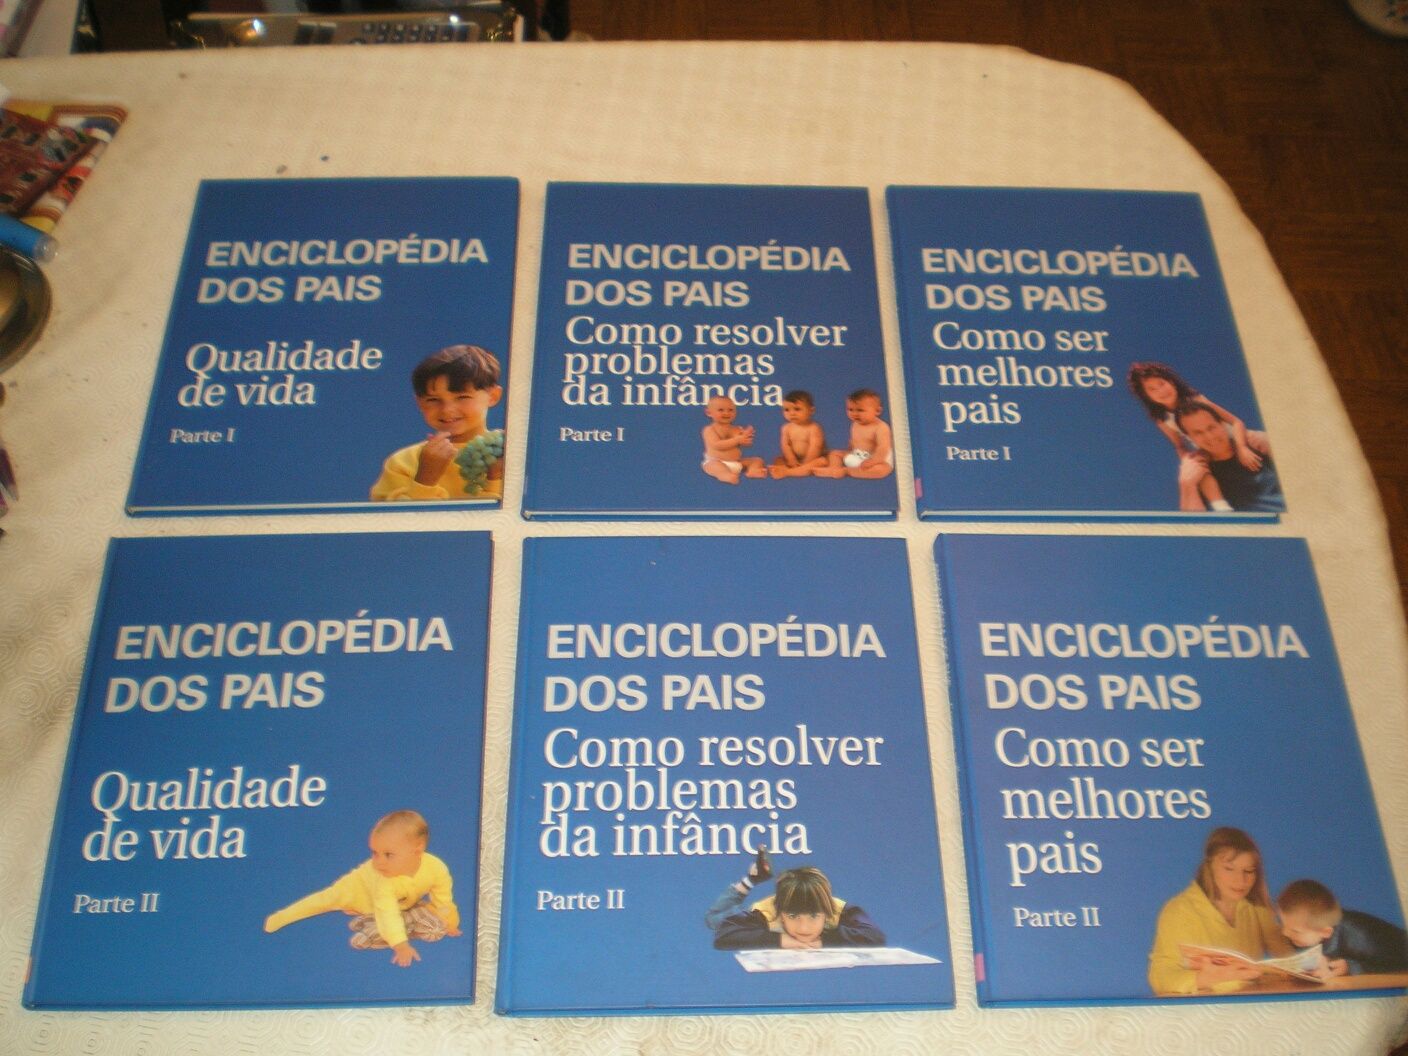 ENCICLOPÉDIA
DOS PAIS
Qualidade
de vida
Parte I
ENCICLOPÉDIA
DOS PAIS
Como resolver
problemas
da infância
Parte I
ENCICLOPÉDIA
DOS PAIS
Como ser
melhores
pais
Parte I
ENCICLOPÉDIA
DOS PAIS
Qualidade
de vida
Parte II
ENCICLOPÉDIA
DOS PAIS
Como resolver
problemas
da infância
Parte II
ENCICLOPÉDIA
DOS PAIS
Como ser
melhores
pais
Parte II